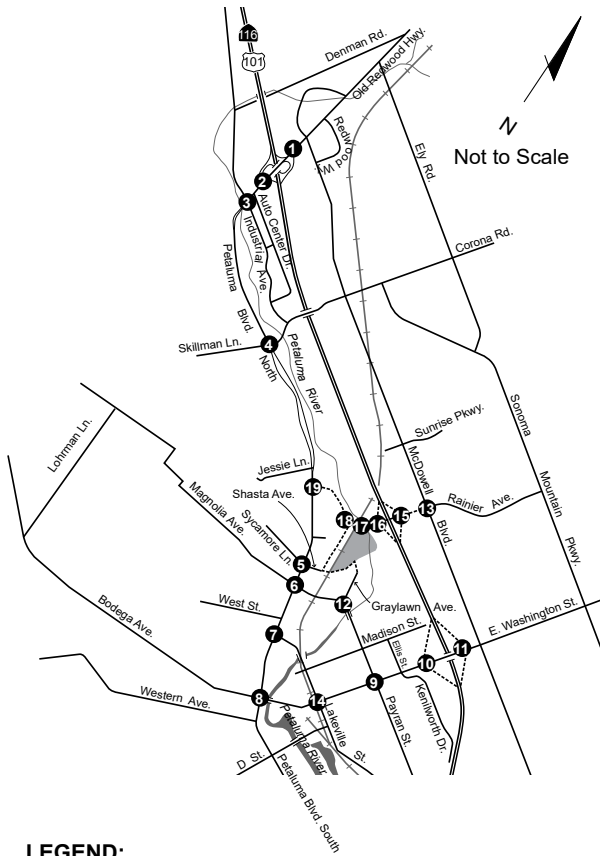 116
101
Denman Rd.
Old Redwood Hwy.
N
Not to Scale
Redwood Wy.
Ely Rd.
1
2
3
Auto Center Dr.
Industrial Ave.
Petaluma Blvd. North
Corona Rd.
Skillman Ln.
4
Petaluma River
Lohrman Ln.
Sunrise Pkwy.
Sonoma Mountain Pkwy.
Jessie Ln.
McDowell Blvd.
Rainier Ave.
19
Shasta Ave.
Magnolia Ave.
Sycamore Ln.
18
17
16
15
13
5
6
West St.
12
Graylawn Ave.
Bodega Ave.
7
Madison St.
E. Washington St.
Ellis St.
11
10
9
Western Ave.
8
14
Lakeville St.
Payran St.
Kenilworth Dr.
Petaluma River
D St.
Petaluma Blvd. South
LEGEND: